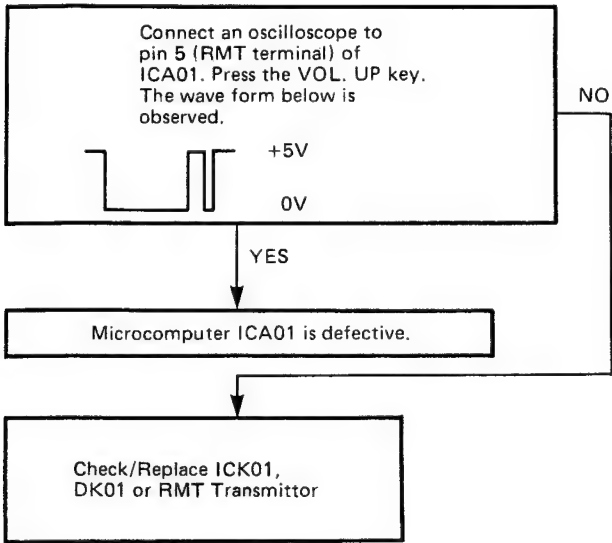 Connect an oscilloscope to
pin 5 (RMT terminal) of
ICA01. Press the VOL. UP key.
The wave form below is
observed.
NO
+5V
0V
YES
Microcomputer ICA01 is defective.
Check/Replace ICK01,
DK01 or RMT Transmittor